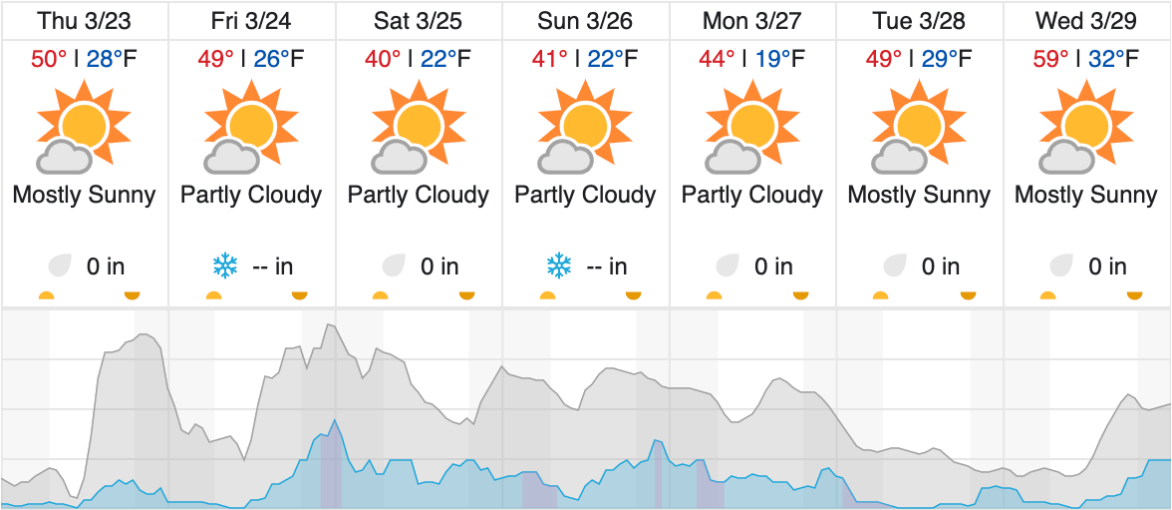 Thu 3/23 Fri 3/24 Sat 3/25 Sun 3/26 Mon 3/27 Tue 3/28 Wed 3/29
50° | 28°F 49° | 26°F 40° | 22°F 41° | 22°F 44° | 19°F 49° | 29°F 59° | 32°F
Mostly Sunny Partly Cloudy Partly Cloudy Partly Cloudy Partly Cloudy Mostly Sunny Mostly Sunny
0 in -- in 0 in -- in 0 in 0 in 0 in